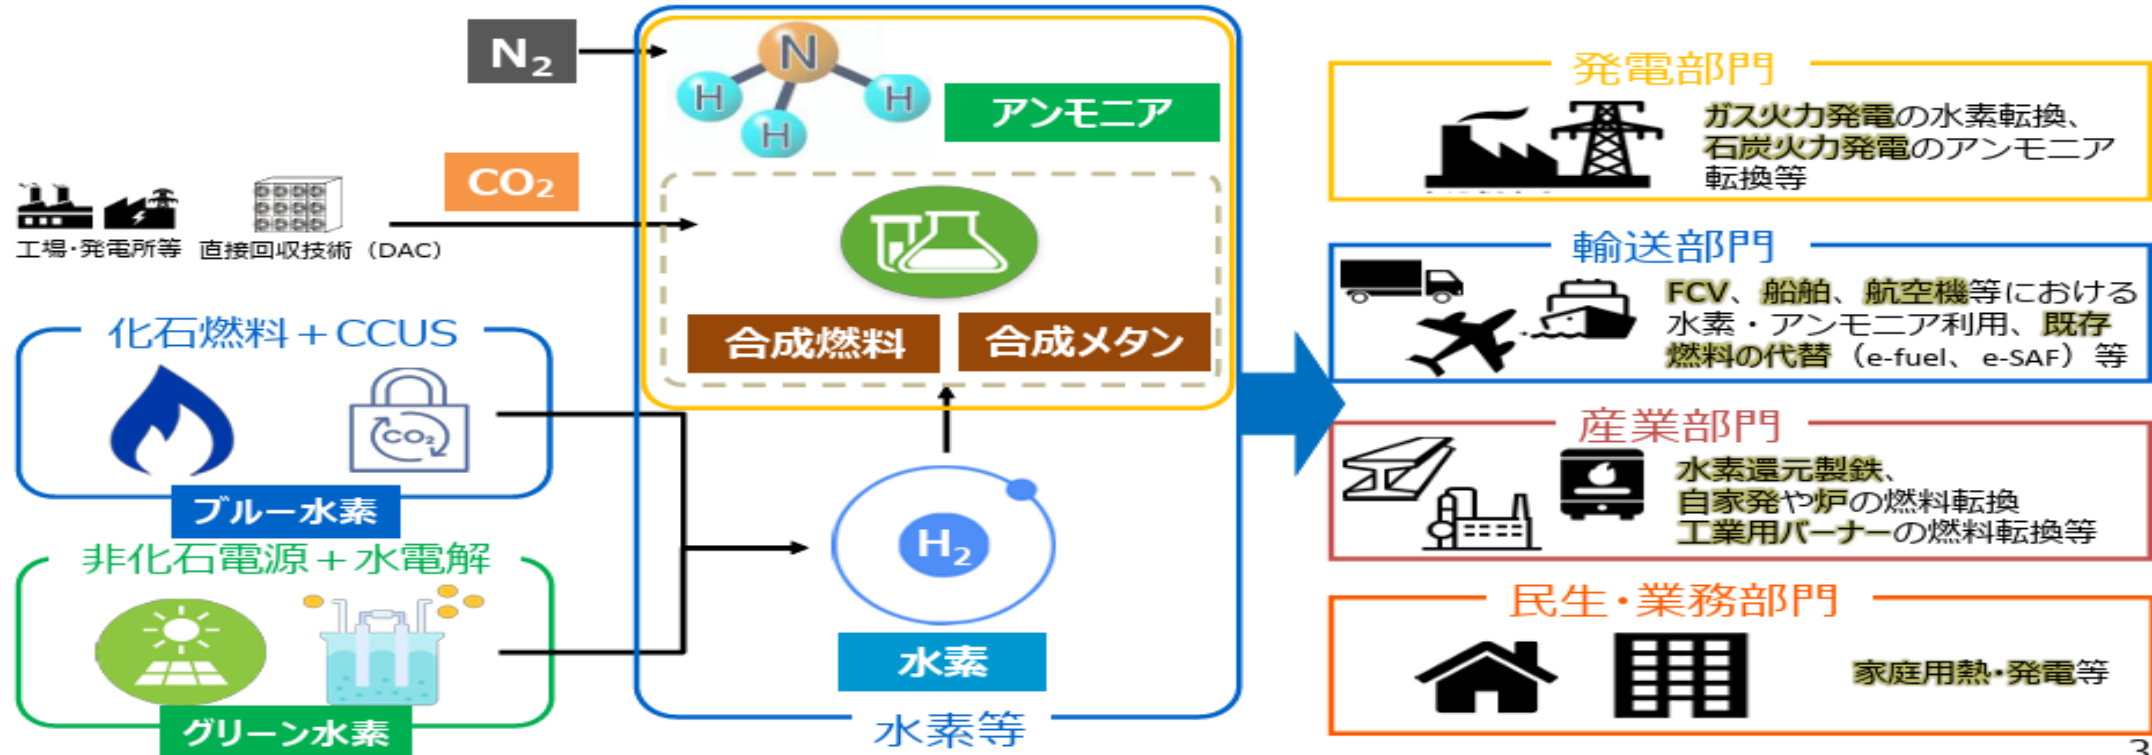 N₂
N
H
H
H
アンモニア
CO₂
工場・発電所等
直接回収技術（DAC）
合成燃料
合成メタン
化石燃料＋CCUS
CO₂
ブルー水素
非化石電源＋水電解
グリーン水素
H₂
水素
水素等
発電部門
ガス火力発電の水素転換、
石炭火力発電のアンモニア
転換等
輸送部門
FCV、船舶、航空機等における
水素・アンモニア利用、既存
燃料の代替（e-fuel、e-SAF）等
産業部門
水素還元製鉄、
自家発や炉の燃料転換
工業用バーナーの燃料転換等
民生・業務部門
家庭用熱・発電等
3